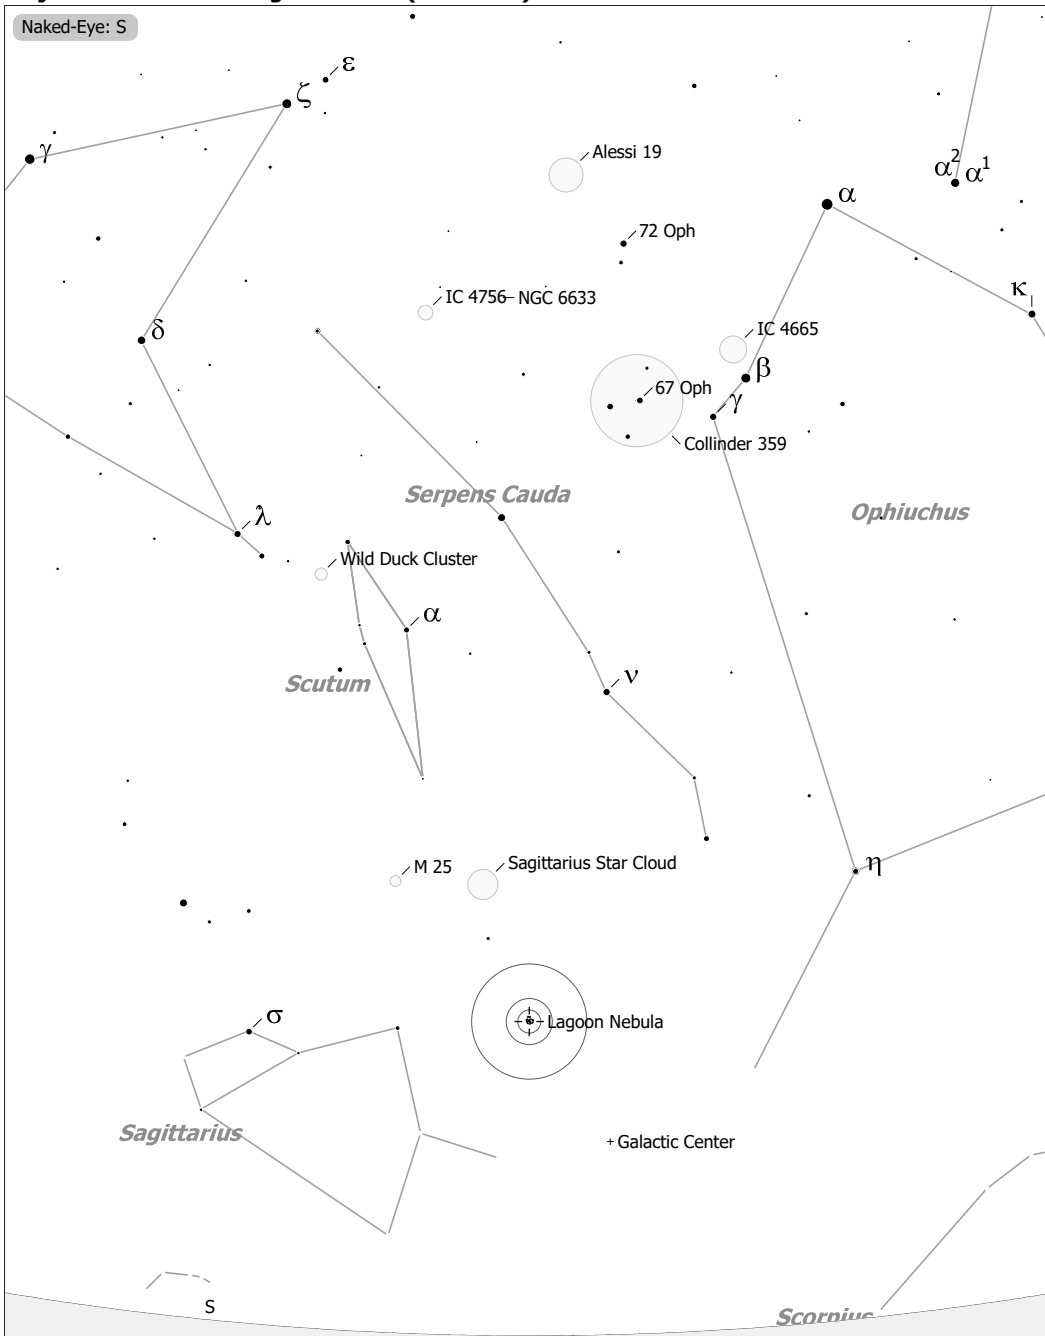 Naked-Eye: S
ε
ζ
γ
Alessi 19
α² α¹
α
72 Oph
κ
IC 4756
NGC 6633
IC 4665
δ
β
67 Oph
γ
Collinder 359
Serpens Cauda
Ophiuchus
λ
Wild Duck Cluster
α
Scutum
ν
M 25
Sagittarius Star Cloud
η
σ
Lagoon Nebula
Sagittarius
Galactic Center
S
Scorpius